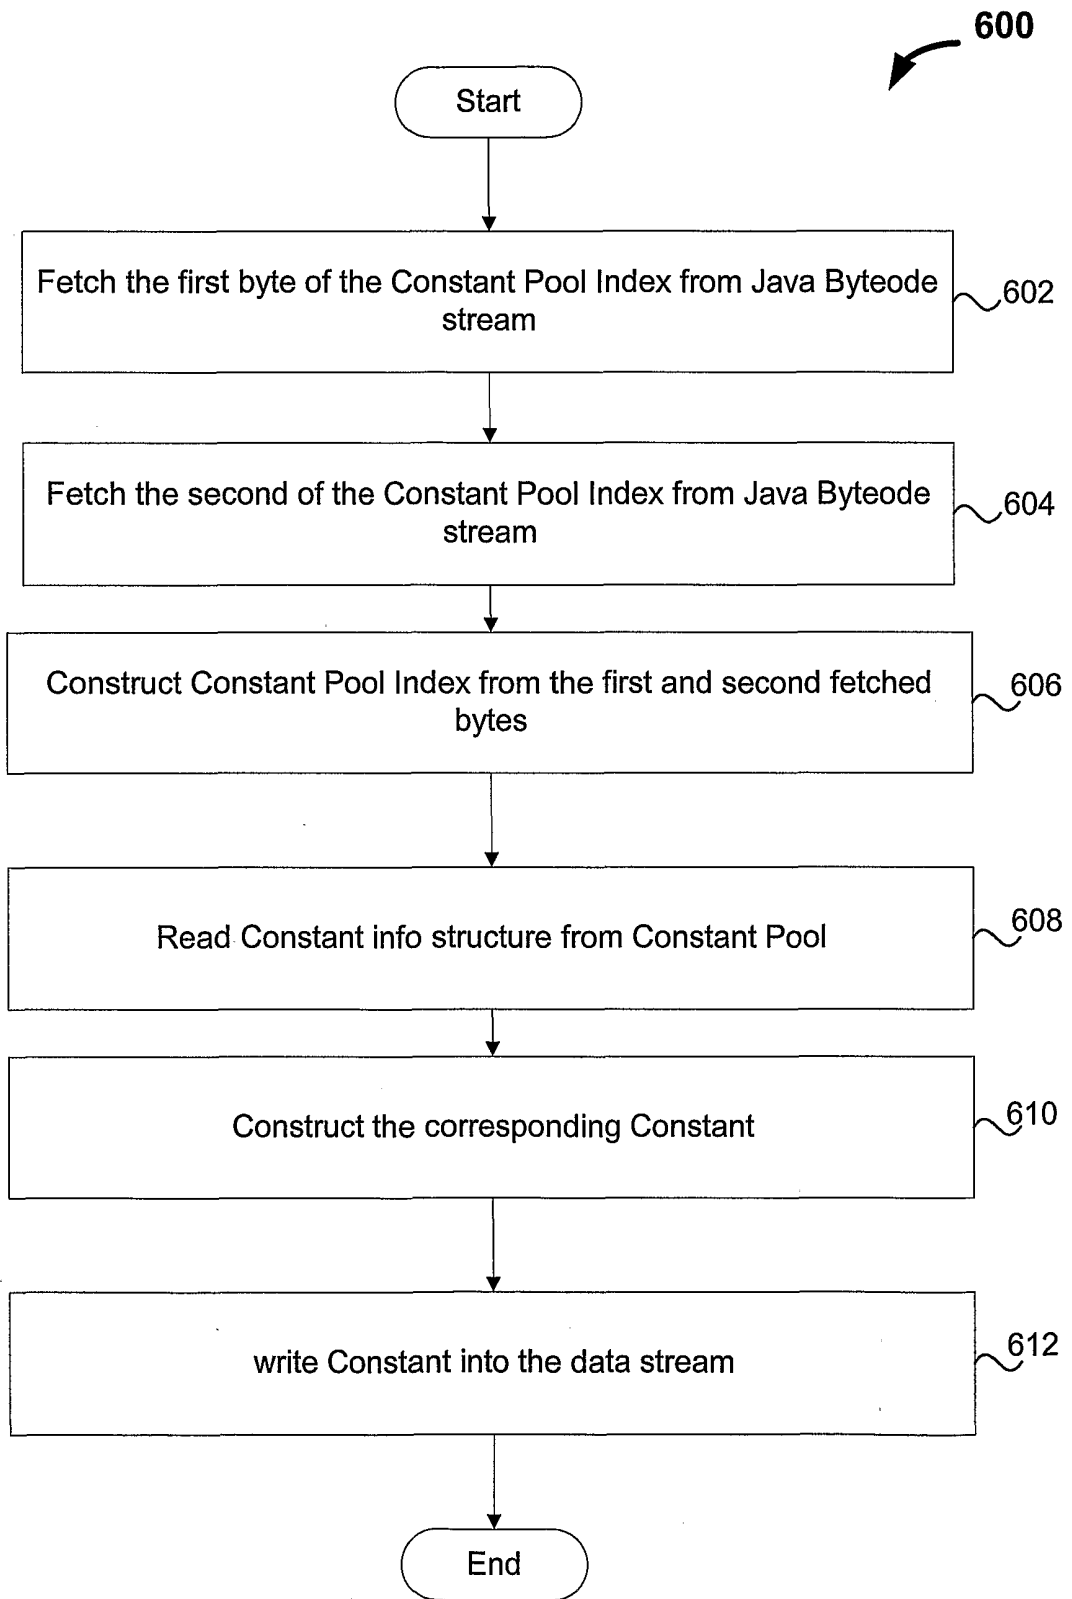 600
Start
Fetch the first byte of the Constant Pool Index from Java Byteode
stream
602
Fetch the second of the Constant Pool Index from Java Byteode
stream
604
Construct Constant Pool Index from the first and second fetched
bytes
606
Read Constant info structure from Constant Pool
608
Construct the corresponding Constant
610
write Constant into the data stream
612
End